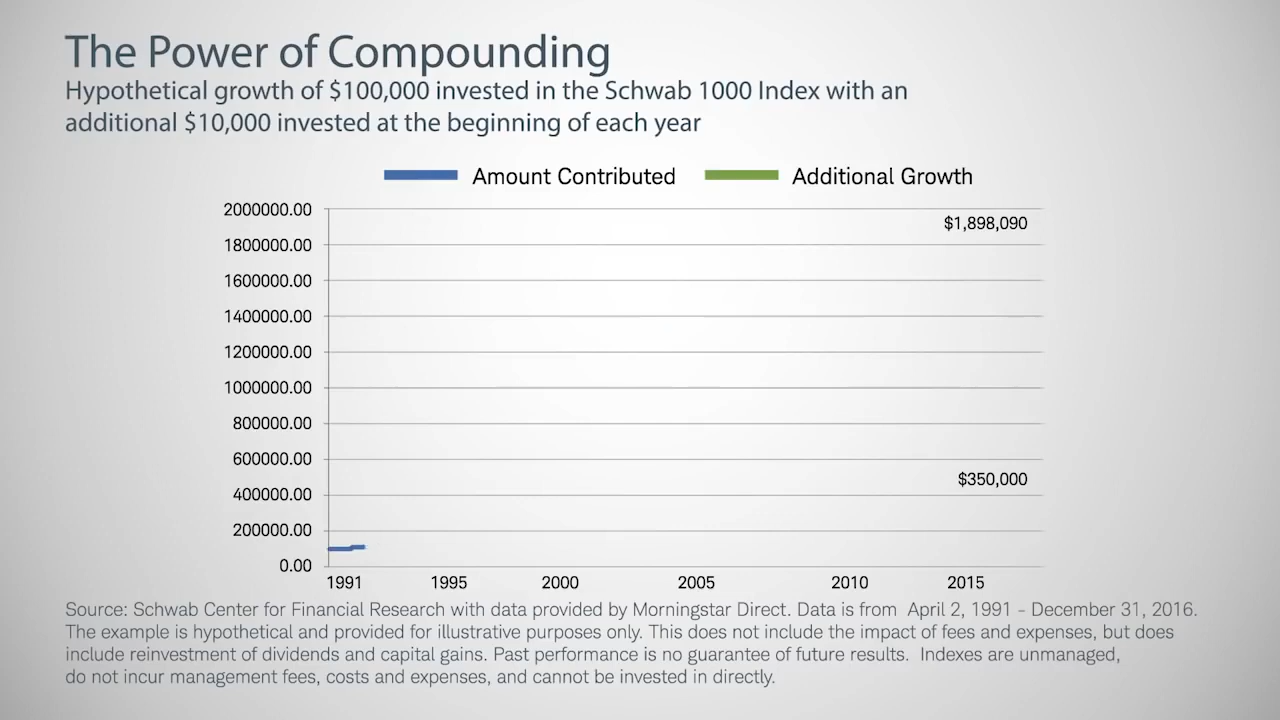 The Power of Compounding
Hypothetical growth of $100,000 invested in the Schwab 1000 Index with an
additional $10,000 invested at the beginning of each year
Amount Contributed
Additional Growth
2000000.00
$1,898,090
1800000.00
1600000.00
1400000.00
1200000.00
1000000.00
800000.00
600000.00
$350,000
400000.00
200000.00
0.00
1991 1995 2000 2005 2010 2015
Source: Schwab Center for Financial Research with data provided by Morningstar Direct. Data is from  April 2, 1991 - December 31, 2016.
The example is hypothetical and provided for illustrative purposes only. This does not include the impact of fees and expenses, but does
include reinvestment of dividends and capital gains. Past performance is no guarantee of future results.  Indexes are unmanaged,
do not incur management fees, costs and expenses, and cannot be invested in directly.